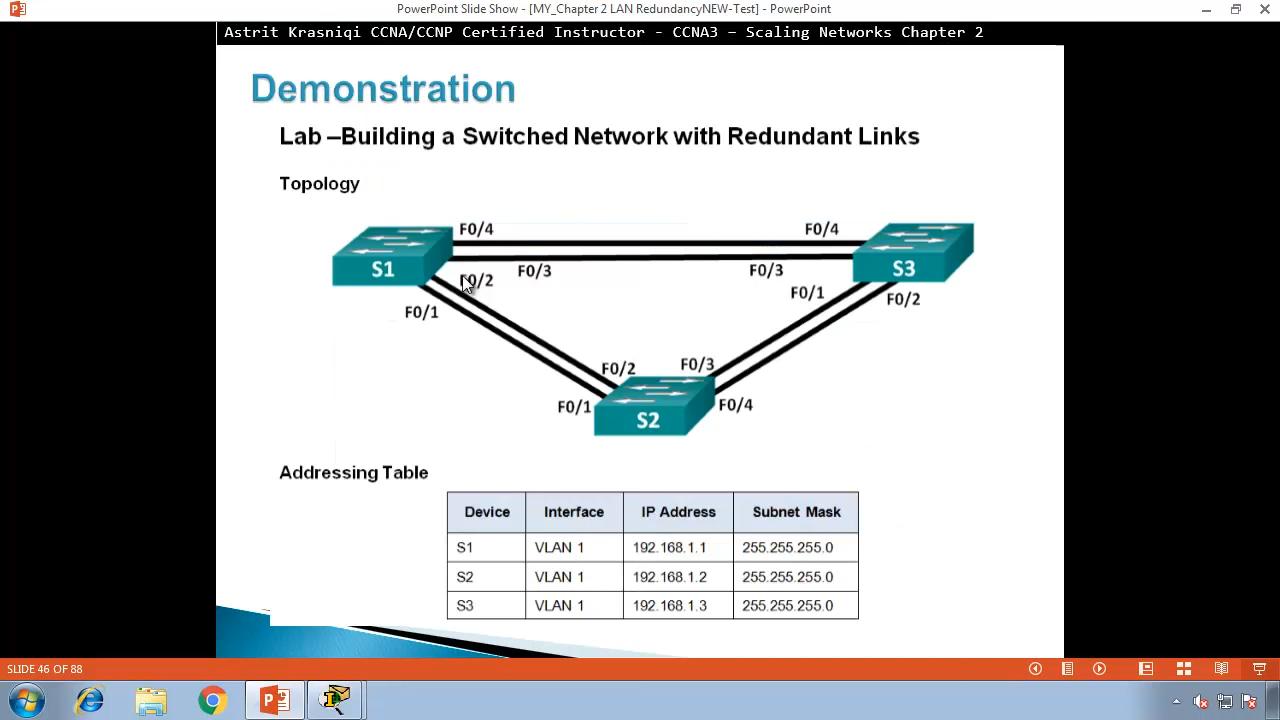 PowerPoint Slide Show - [MY_Chapter 2 LAN RedundancyNEW-Test] - PowerPoint
Astrit Krasniqi CCNA/CCNP Certified Instructor - CCNA3 – Scaling Networks Chapter 2
Demonstration
Lab –Building a Switched Network with Redundant Links
Topology
F0/4 F0/4
S1 F0/3 F0/3 S3
F0/2 F0/1 F0/2
F0/1
F0/2 F0/3
F0/1 F0/4
S2
Addressing Table
Device Interface IP Address Subnet Mask
S1 VLAN 1 192.168.1.1 255.255.255.0
S2 VLAN 1 192.168.1.2 255.255.255.0
S3 VLAN 1 192.168.1.3 255.255.255.0
SLIDE 46 OF 88